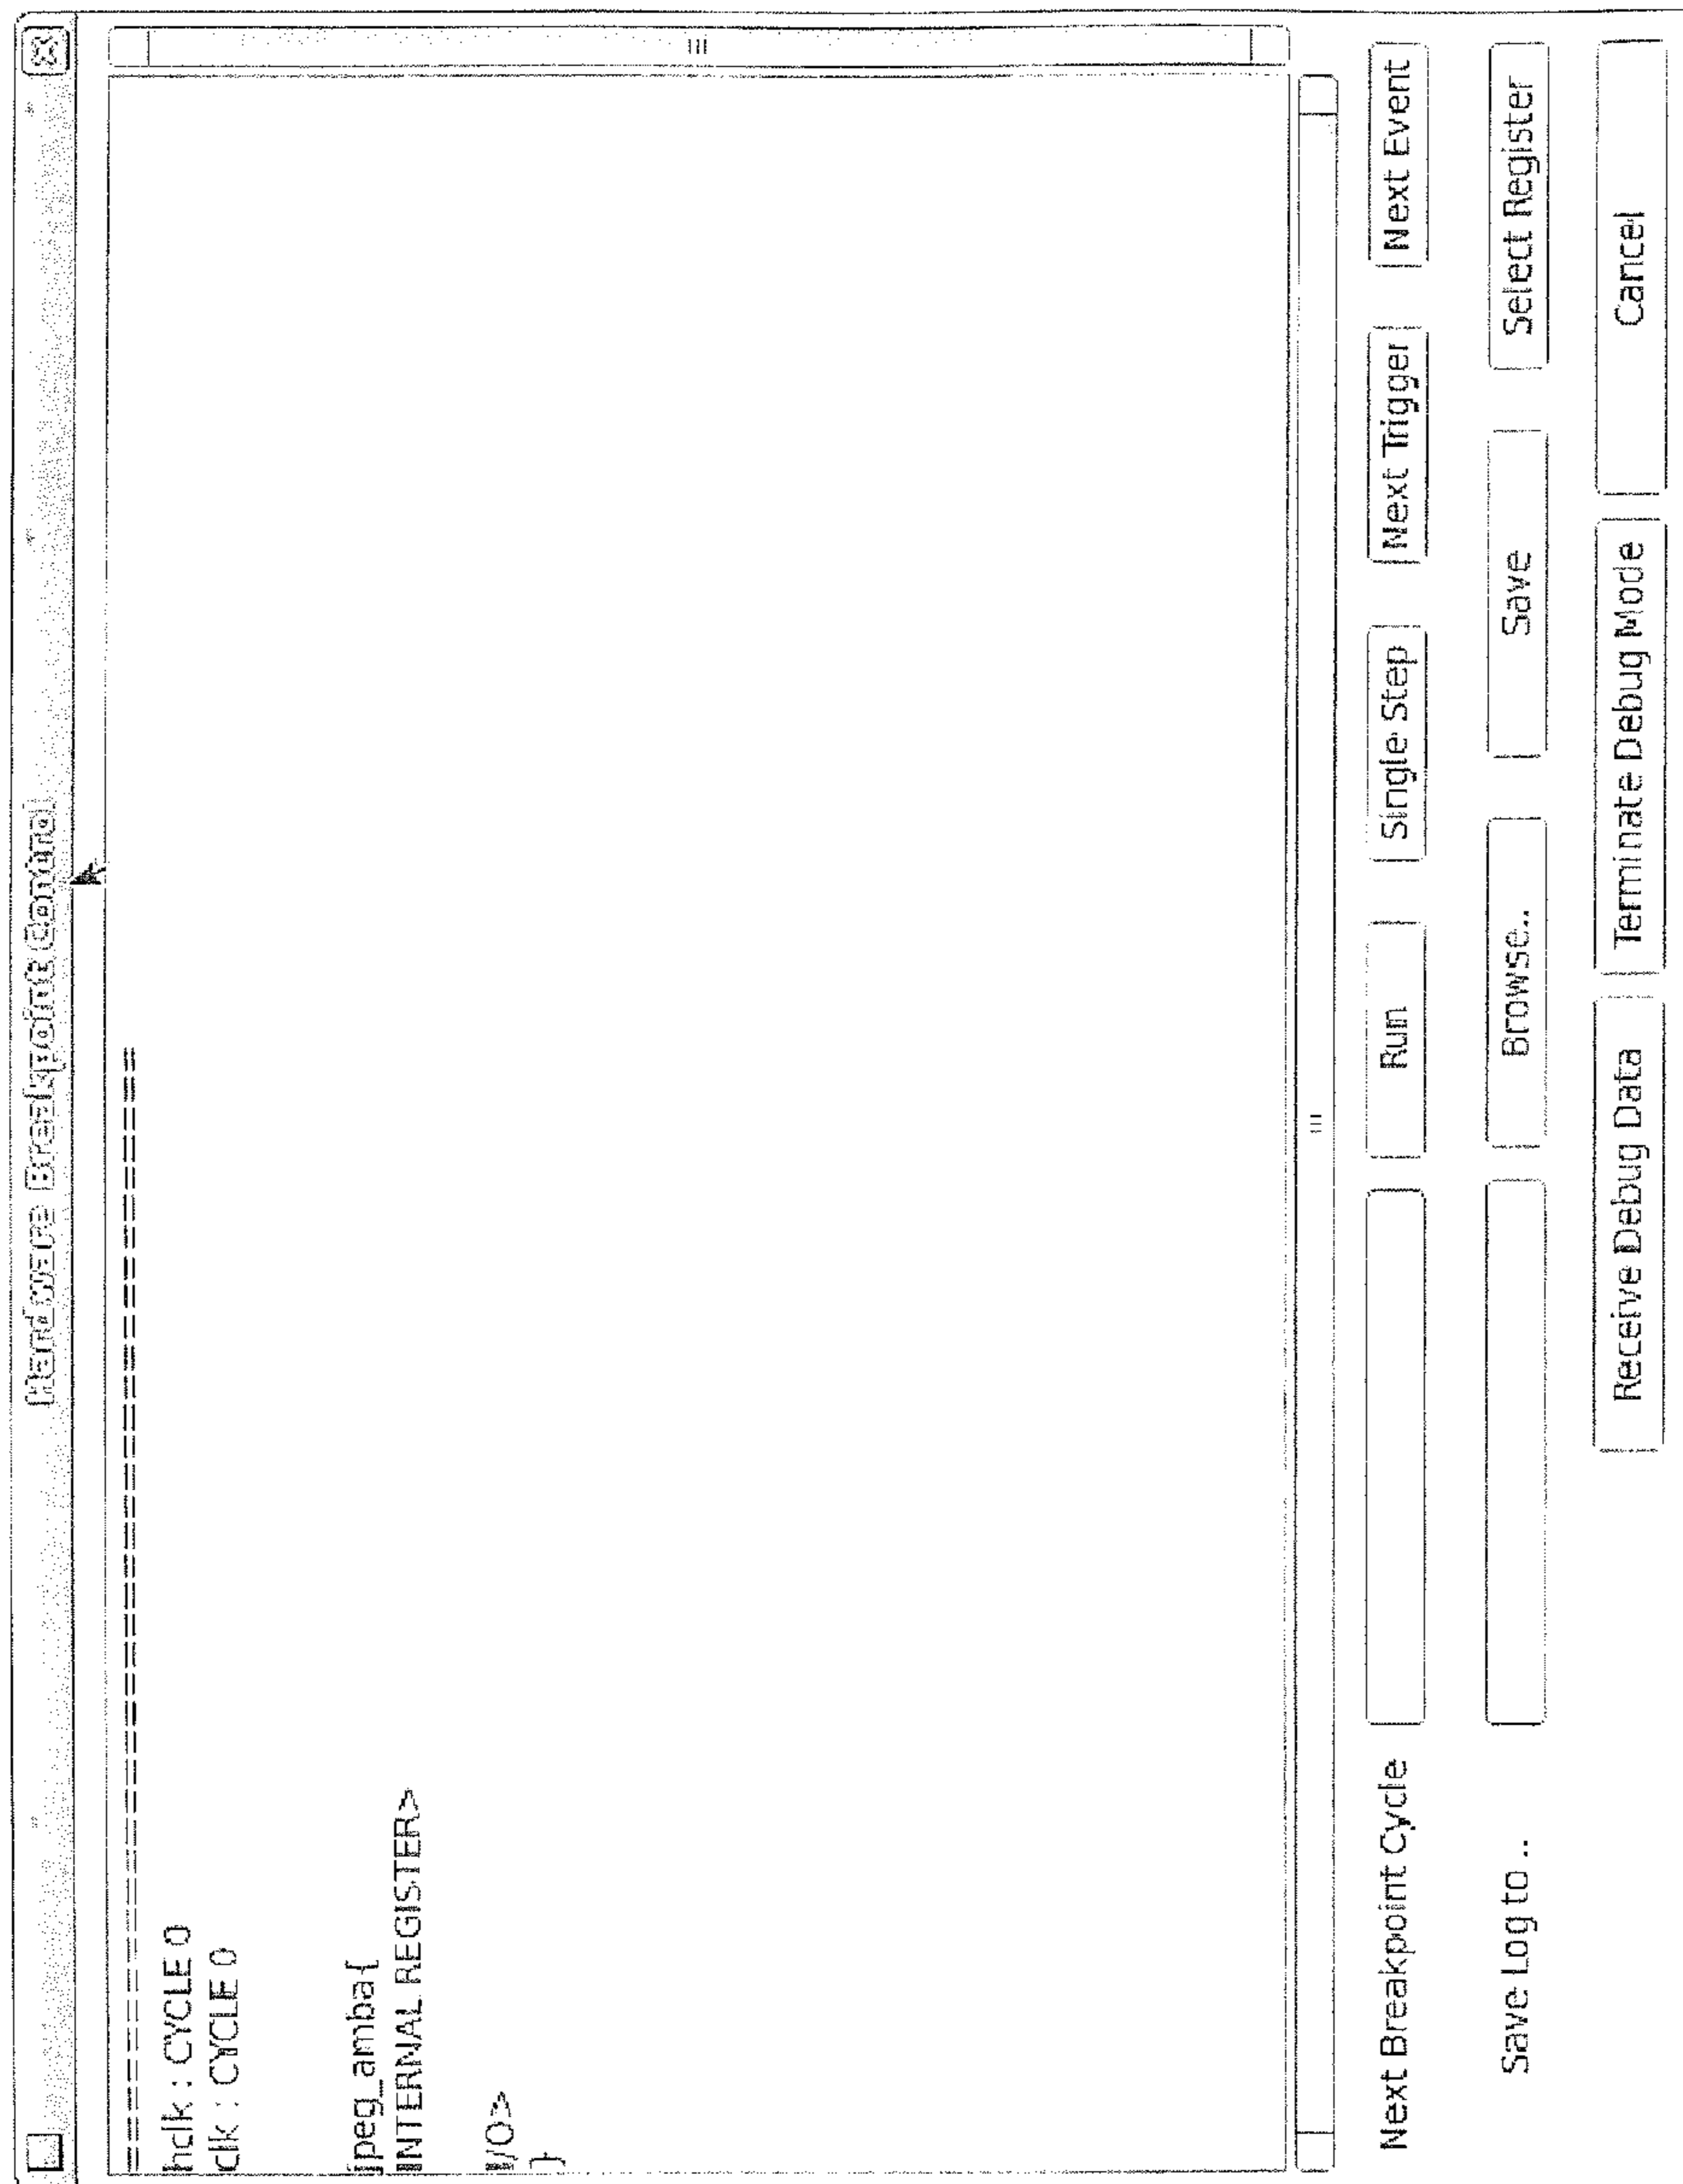 Hardware Breakpoint Control
==================================
hclk : CYCLE 0
clk : CYCLE 0
jpeg_amba{
INTERNAL REGISTER>
I/O>
}
Next Breakpoint Cycle Run Single Step Next Trigger Next Event
Save Log to .. Browse.. Save Select Register
Receive Debug Data Terminate Debug Mode Cancel